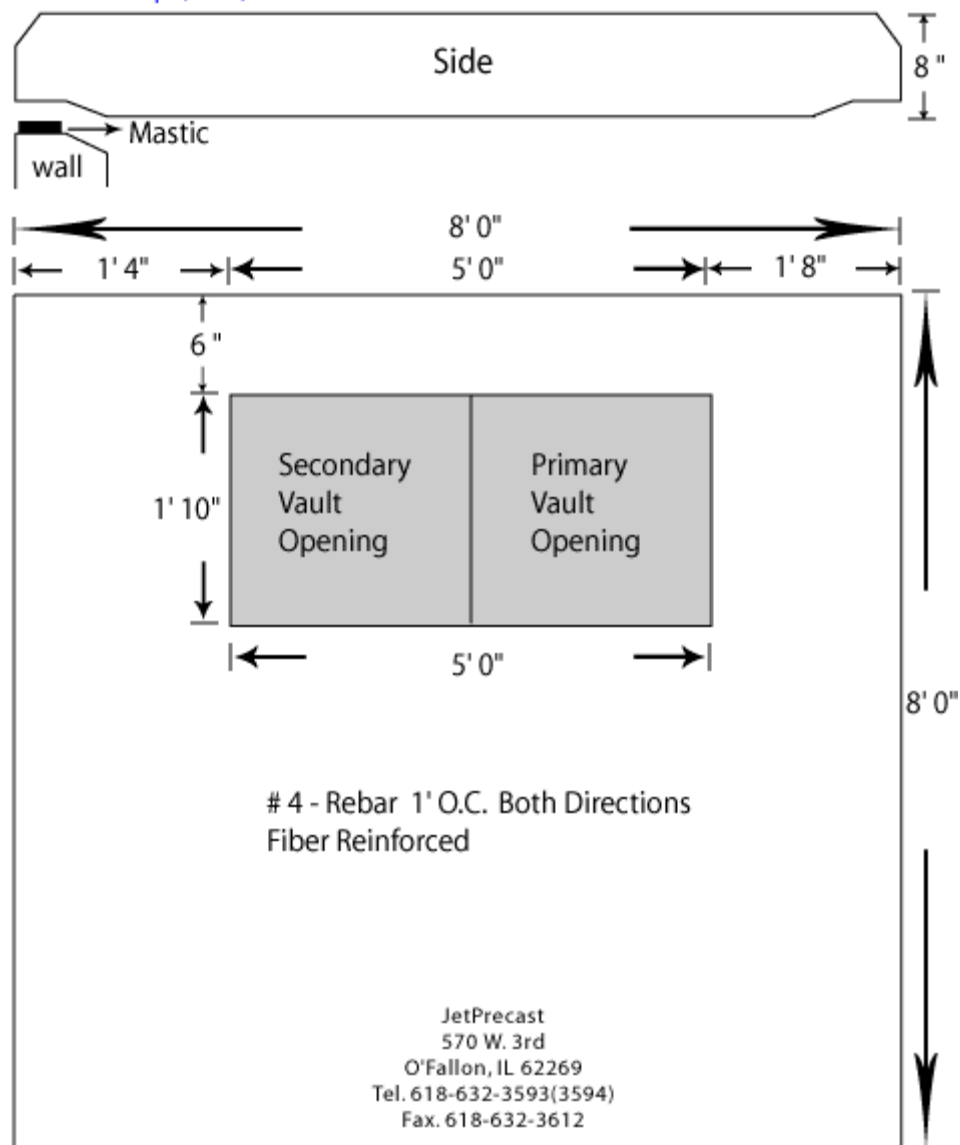 Side
8 "
Mastic
wall
8' 0"
1' 4"
5' 0"
1' 8"
6 "
1' 10"
Secondary
Vault
Opening
Primary
Vault
Opening
5' 0"
8' 0"
# 4 - Rebar 1' O.C. Both Directions
Fiber Reinforced
JetPrecast
570 W. 3rd
O'Fallon, IL 62269
Tel. 618-632-3593(3594)
Fax. 618-632-3612